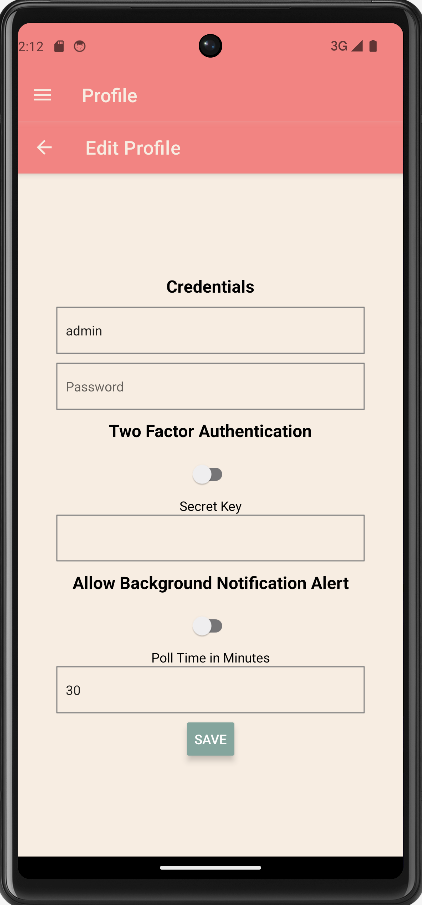 2:12
3G
Profile
Edit Profile
Credentials
admin
Password
Two Factor Authentication
Secret Key
Allow Background Notification Alert
Poll Time in Minutes
30
SAVE